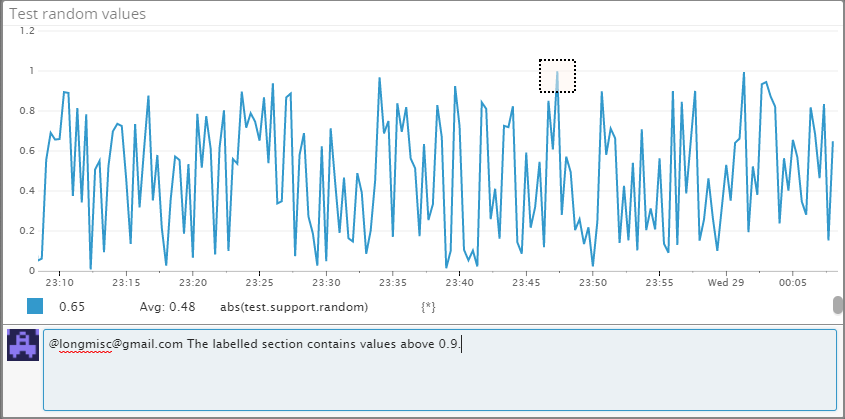 Test random values
1.2
1
0.8
0.6
0.4
0.2
0
23:10 23:15 23:20 23:25 23:30 23:35 23:40 23:45 23:50 23:55 Wed 29 00:05
0.65 Avg: 0.48 abs(test.support.random) {*}
@longmisc@gmail.com The labelled section contains values above 0.9.